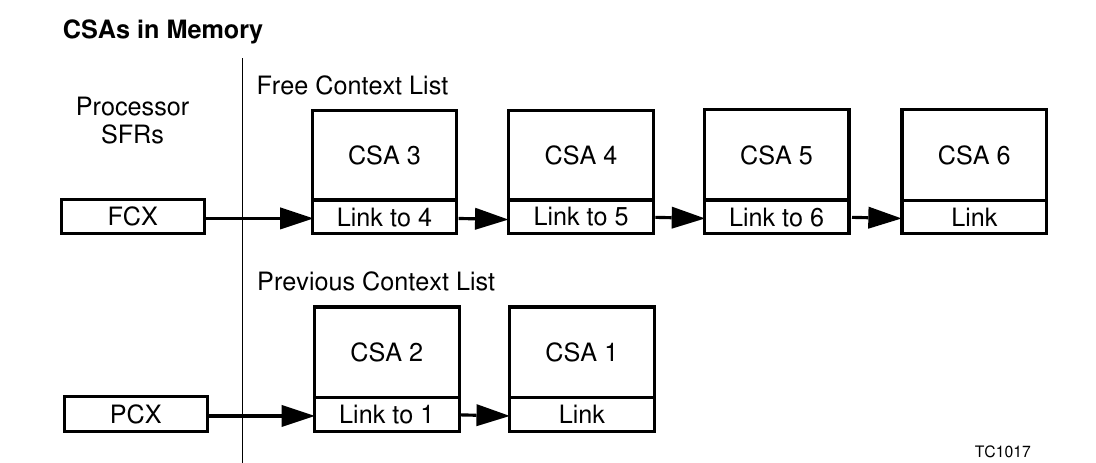 CSAs in Memory
Processor
SFRs
Free Context List
CSA 3
CSA 4
CSA 5
CSA 6
FCX
Link to 4
Link to 5
Link to 6
Link
Previous Context List
CSA 2
CSA 1
PCX
Link to 1
Link
TC1017